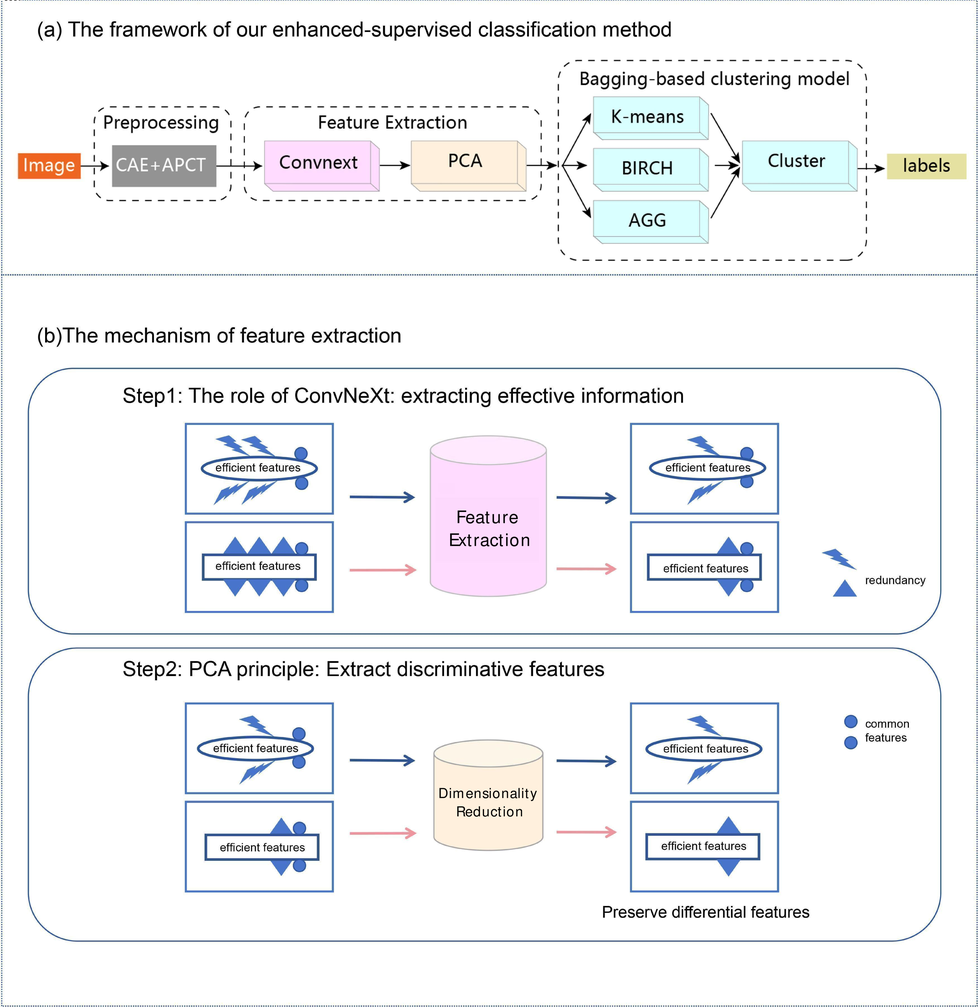 (a) The framework of our enhanced-supervised classification method
Bagging-based clustering model
Preprocessing
Feature Extraction
K-means
Image
CAE+APCT
Convnext
PCA
BIRCH
Cluster
labels
AGG
(b)The mechanism of feature extraction
Step1: The role of ConvNeXt: extracting effective information
efficient features
efficient features
Feature
Extraction
efficient features
efficient features
redundancy
Step2: PCA principle: Extract discriminative features
efficient features
efficient features
common
features
Dimensionality
Reduction
efficient features
efficient features
Preserve differential features